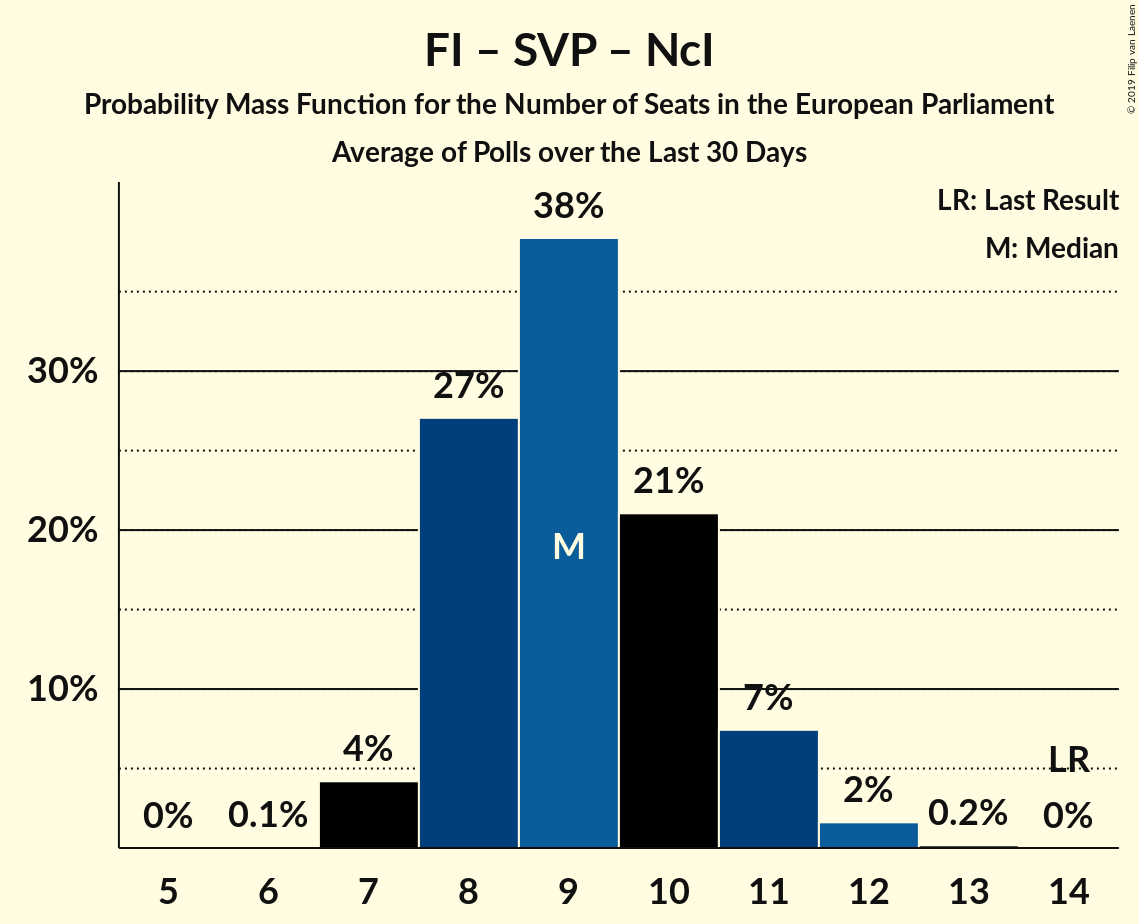 FI – SVP – NcI
Probability Mass Function for the Number of Seats in the European Parliament
Average of Polls over the Last 30 Days
© 2019 Filip van Laenen
LR: Last Result
M: Median
38%
30%
27%
21%
20%
M
10%
7%
4%
LR
2%
0%
0.1%
0.2%
0%
5 6 7 8 9 10 11 12 13 14